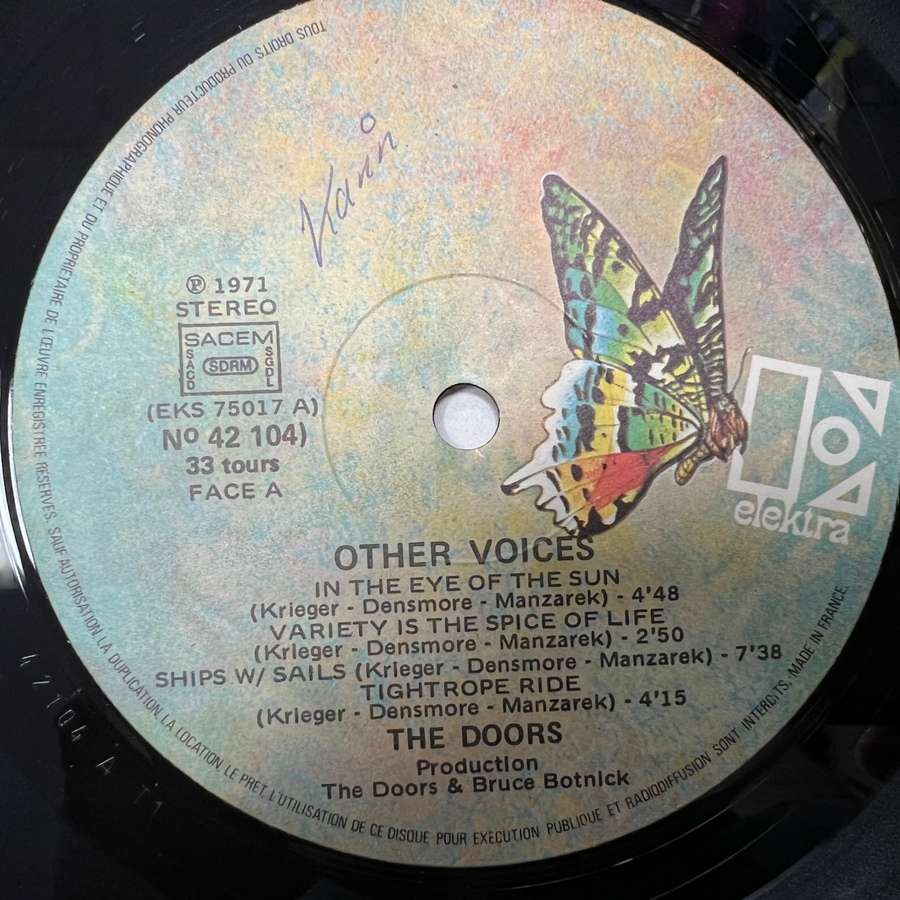 TOUS DROITS DU PRODUCTEUR PHONOGRAPHIQUE ET DU PROPRIETAIRE DE L'ŒUVRE ENREGISTREE RESERVES. SAUF AUTORISATION, LA DUPLICATION, LA LOCATION, LE PRET, L'UTILISATION DE CE DISQUE POUR EXECUTION PUBLIQUE ET RADIODIFFUSION SONT INTERDITS. MADE IN FRANCE
℗ 1971
STEREO
SACEM
SACD
SDRM
SGDL
(EKS 75017 A)
No 42 104)
33 tours
FACE A
elektra
OTHER VOICES
IN THE EYE OF THE SUN
(Krieger - Densmore - Manzarek) - 4'48
VARIETY IS THE SPICE OF LIFE
(Krieger - Densmore - Manzarek) - 2'50
SHIPS W/ SAILS (Krieger - Densmore - Manzarek) - 7'38
TIGHTROPE RIDE
(Krieger - Densmore - Manzarek) - 4'15
THE DOORS
Production
The Doors & Bruce Botnick
42104 A T1